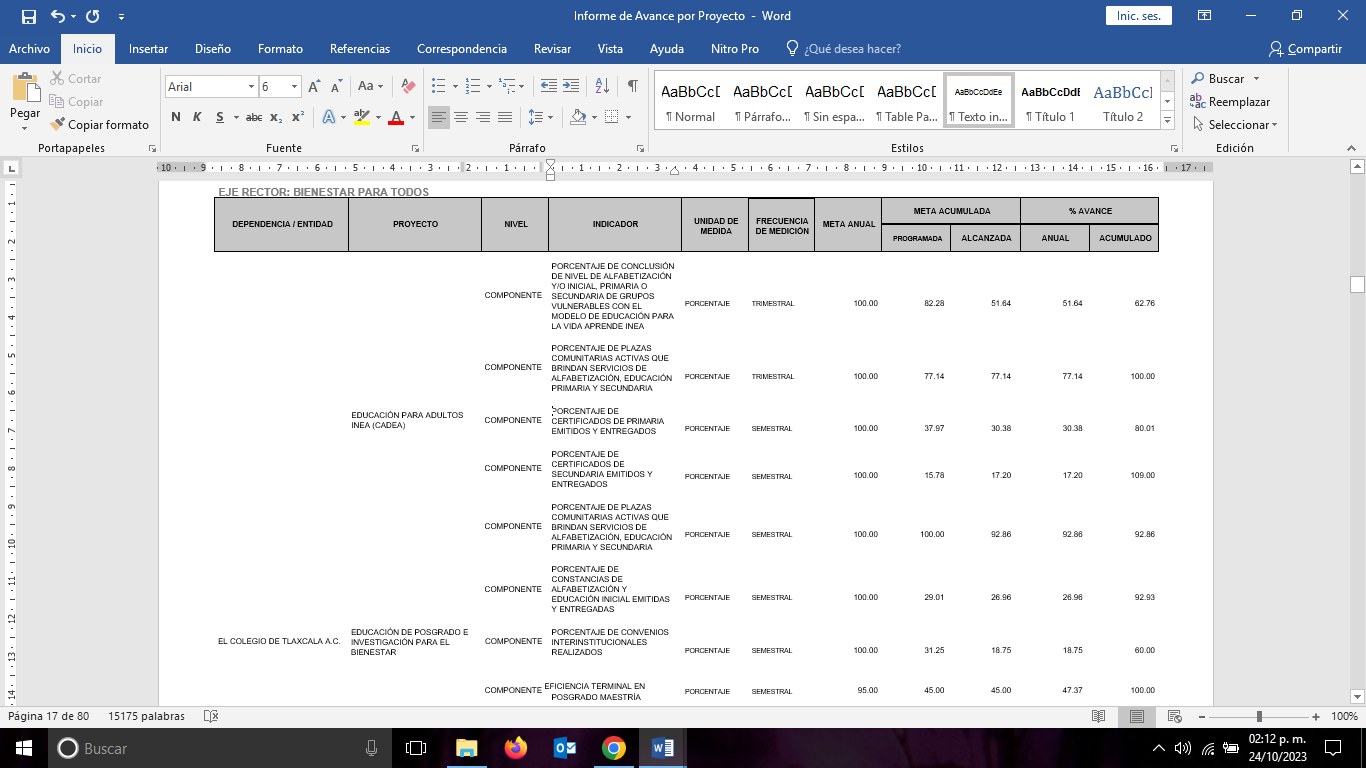 Informe de Avance por Proyecto - Word
Inic. ses.
Archivo Inicio Insertar Diseño Formato Referencias Correspondencia Revisar Vista Ayuda Nitro Pro ¿Qué desea hacer? Compartir
Pegar
Cortar
Copiar
Copiar formato
Portapapeles
Arial 6
N K S abc x₂ x²
Fuente
Párrafo
AaBbCcI AaBbCcI AaBbCcI AaBbCcI AaBbCcDdEe AaBbCcDdE AaBbCcI
¶ Normal ¶ Párrafo... ¶ Sin espa... ¶ Table Pa... ¶ Texto in... ¶ Título 1 Título 2
Estilos
Buscar
Reemplazar
Seleccionar
Edición
EJE RECTOR: BIENESTAR PARA TODOS
DEPENDENCIA / ENTIDAD PROYECTO NIVEL INDICADOR UNIDAD DE MEDIDA FRECUENCIA DE MEDICIÓN META ANUAL META ACUMULADA % AVANCE
PROGRAMADA ALCANZADA ANUAL ACUMULADO
COMPONENTE
PORCENTAJE DE CONCLUSIÓN
DE NIVEL DE ALFABETIZACIÓN
Y/O INICIAL, PRIMARIA O
SECUNDARIA DE GRUPOS
VULNERABLES CON EL
MODELO DE EDUCACIÓN PARA
LA VIDA APRENDE INEA
PORCENTAJE TRIMESTRAL 100.00 82.28 51.64 51.64 62.76
COMPONENTE
PORCENTAJE DE PLAZAS
COMUNITARIAS ACTIVAS QUE
BRINDAN SERVICIOS DE
ALFABETIZACIÓN, EDUCACIÓN
PRIMARIA Y SECUNDARIA
PORCENTAJE TRIMESTRAL 100.00 77.14 77.14 77.14 100.00
EDUCACIÓN PARA ADULTOS
INEA (CADEA)
COMPONENTE
PORCENTAJE DE
CERTIFICADOS DE PRIMARIA
EMITIDOS Y ENTREGADOS
PORCENTAJE SEMESTRAL 100.00 37.97 30.38 30.38 80.01
COMPONENTE
PORCENTAJE DE
CERTIFICADOS DE
SECUNDARIA EMITIDOS Y
ENTREGADOS
PORCENTAJE SEMESTRAL 100.00 15.78 17.20 17.20 109.00
COMPONENTE
PORCENTAJE DE PLAZAS
COMUNITARIAS ACTIVAS QUE
BRINDAN SERVICIOS DE
ALFABETIZACIÓN, EDUCACIÓN
PRIMARIA Y SECUNDARIA
PORCENTAJE SEMESTRAL 100.00 100.00 92.86 92.86 92.86
COMPONENTE
PORCENTAJE DE
CONSTANCIAS DE
ALFABETIZACIÓN Y
EDUCACIÓN INICIAL EMITIDAS
Y ENTREGADAS
PORCENTAJE SEMESTRAL 100.00 29.01 26.96 26.96 92.93
EL COLEGIO DE TLAXCALA A.C.
EDUCACIÓN DE POSGRADO E
INVESTIGACIÓN PARA EL
BIENESTAR
COMPONENTE
PORCENTAJE DE CONVENIOS
INTERINSTITUCIONALES
REALIZADOS
PORCENTAJE SEMESTRAL 100.00 31.25 18.75 18.75 60.00
COMPONENTE
EFICIENCIA TERMINAL EN
POSGRADO MAESTRÍA
PORCENTAJE SEMESTRAL 95.00 45.00 45.00 47.37 100.00
Página 17 de 80 15175 palabras 100%
Buscar
02:12 p. m.
24/10/2023